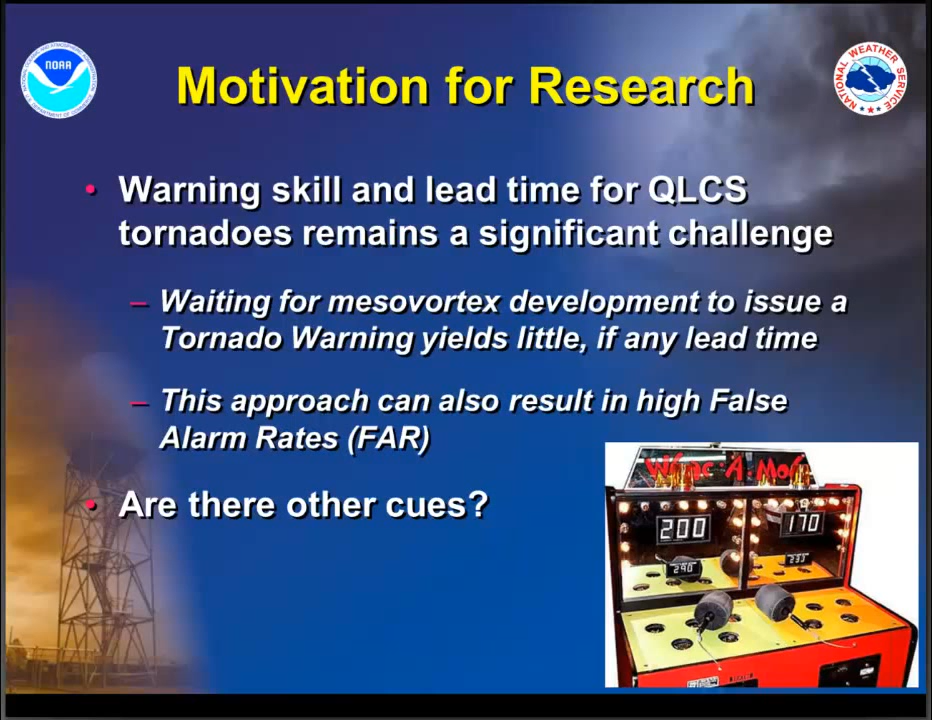 NOAA
NATIONAL WEATHER SERVICE
Motivation for Research
• Warning skill and lead time for QLCS
tornadoes remains a significant challenge
– Waiting for mesovortex development to issue a
Tornado Warning yields little, if any lead time
– This approach can also result in high False
Alarm Rates (FAR)
• Are there other cues?
200
170
290